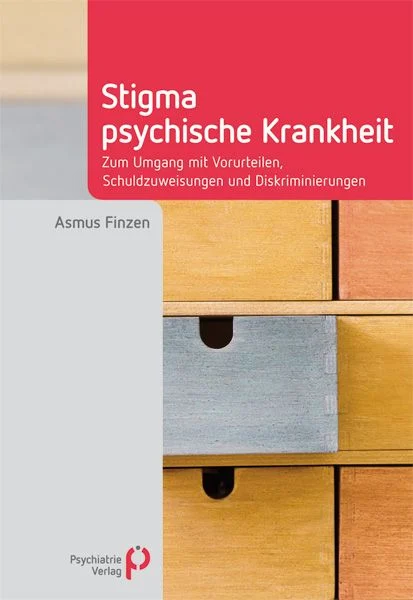 Stigma
psychische Krankheit
Zum Umgang mit Vorurteilen,
Schuldzuweisungen und Diskriminierungen
Asmus Finzen
Psychiatrie
Verlag